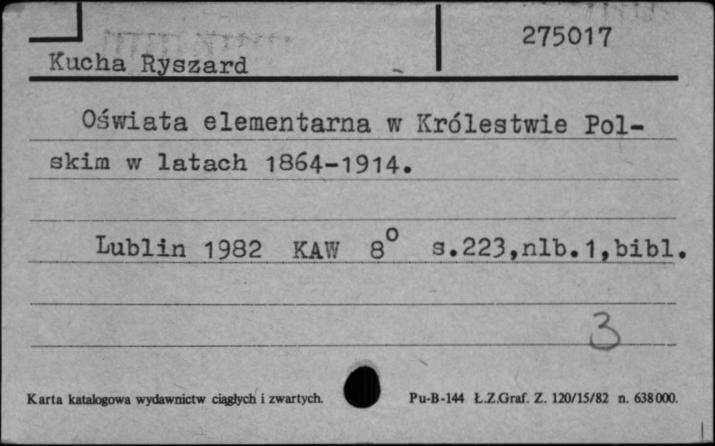 275017
Kucha Ryszard
Oświata elementarna w Królestwie Pol-
skim w latach 1864-1914.
Lublin 1982 KAW 8° s.223,nlb.1,bibl.
3
Karta katalogowa wydawnictw ciągłych i zwartych.
Pu-B-144 Ł.Z.Graf. Z. 120/15/82 n. 638000.